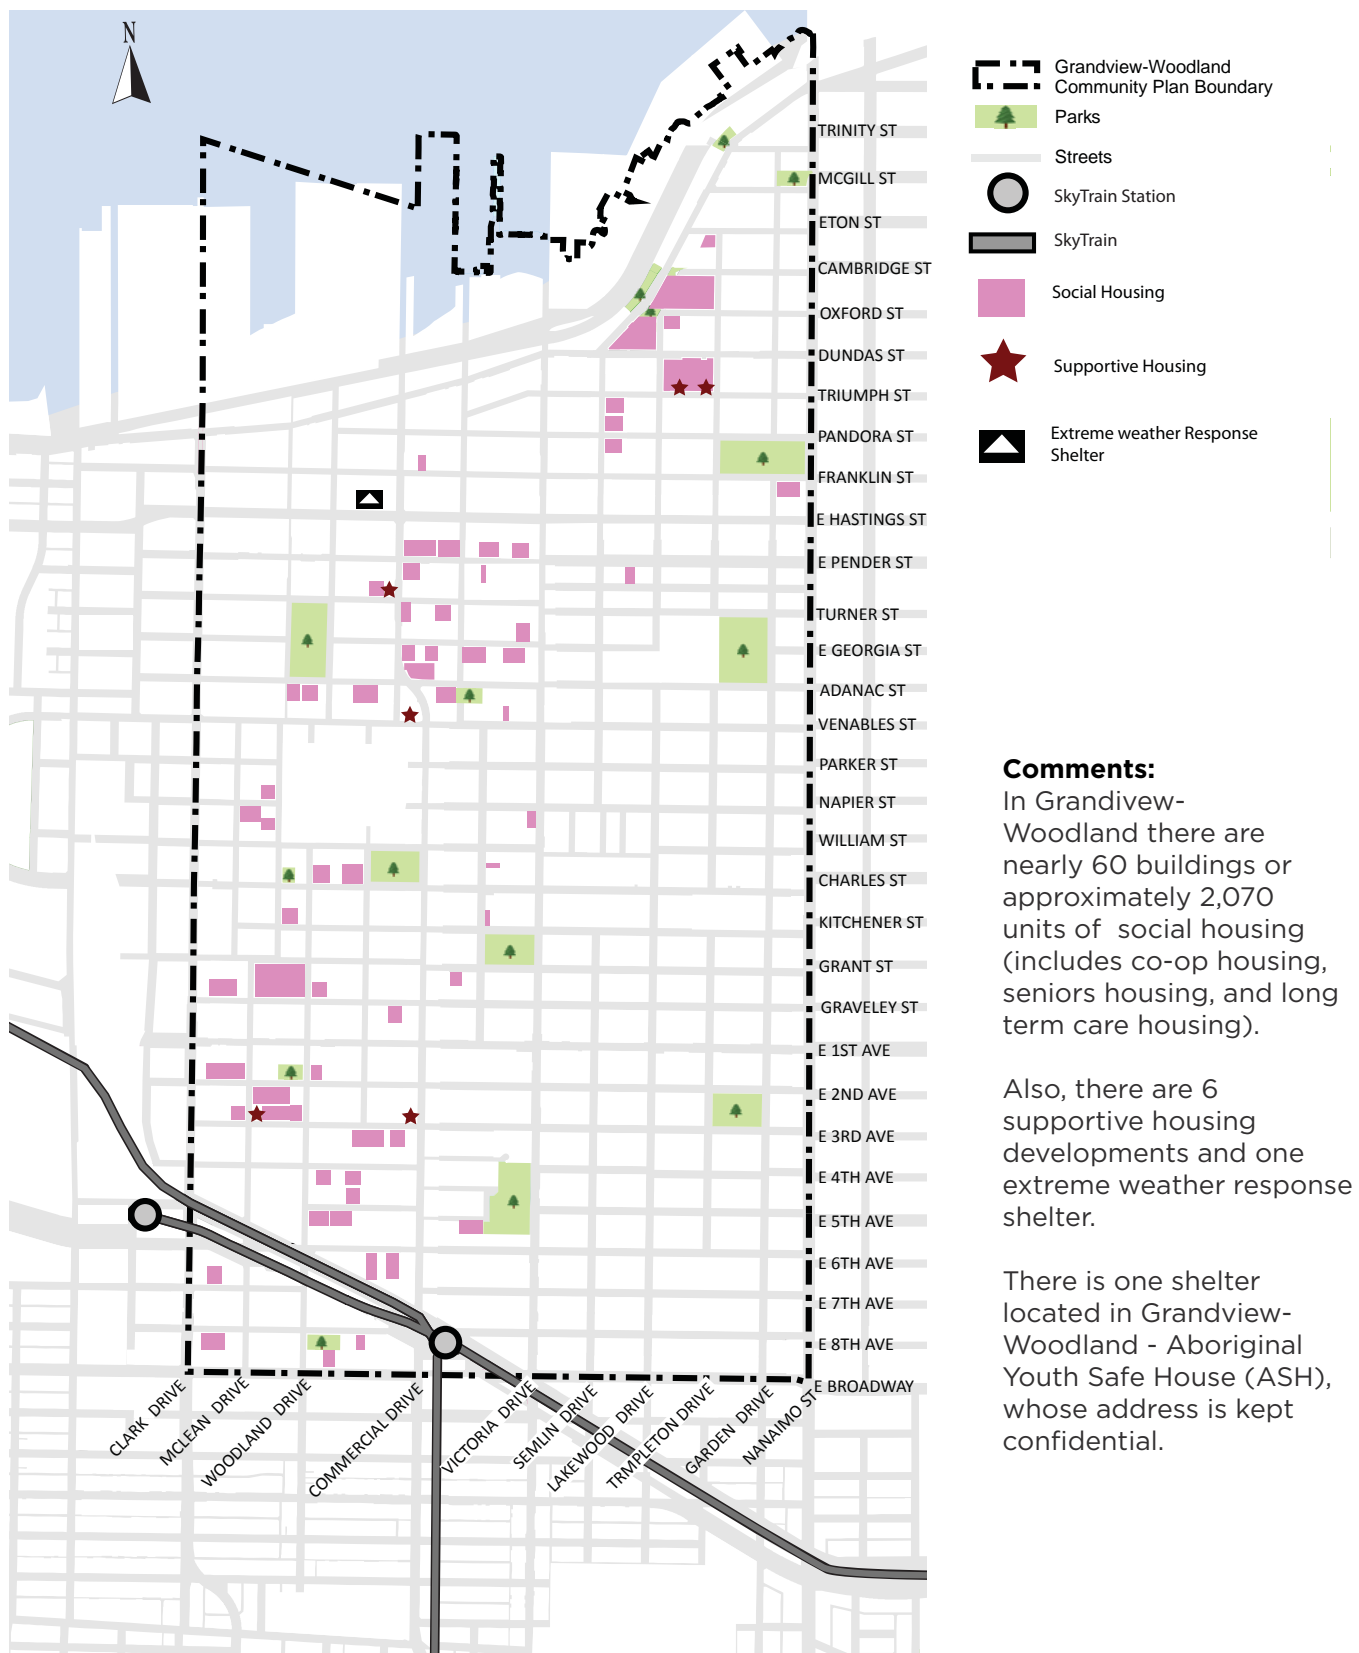 N
Grandview-Woodland
Community Plan Boundary
Parks
Streets
SkyTrain Station
SkyTrain
Social Housing
Supportive Housing
Extreme weather Response
Shelter
TRINITY ST
MCGILL ST
ETON ST
CAMBRIDGE ST
OXFORD ST
DUNDAS ST
TRIUMPH ST
PANDORA ST
FRANKLIN ST
E HASTINGS ST
E PENDER ST
TURNER ST
E GEORGIA ST
ADANAC ST
VENABLES ST
PARKER ST
NAPIER ST
WILLIAM ST
CHARLES ST
KITCHENER ST
GRANT ST
GRAVELEY ST
E 1ST AVE
E 2ND AVE
E 3RD AVE
E 4TH AVE
E 5TH AVE
E 6TH AVE
E 7TH AVE
E 8TH AVE
E BROADWAY
CLARK DRIVE
MCLEAN DRIVE
WOODLAND DRIVE
COMMERCIAL DRIVE
VICTORIA DRIVE
SEMLIN DRIVE
LAKEWOOD DRIVE
TRMPLETON DRIVE
GARDEN DRIVE
NANAIMO ST
Comments:
In Grandivew-
Woodland there are
nearly 60 buildings or
approximately 2,070
units of social housing
(includes co-op housing,
seniors housing, and long
term care housing).
Also, there are 6
supportive housing
developments and one
extreme weather response
shelter.
There is one shelter
located in Grandview-
Woodland - Aboriginal
Youth Safe House (ASH),
whose address is kept
confidential.